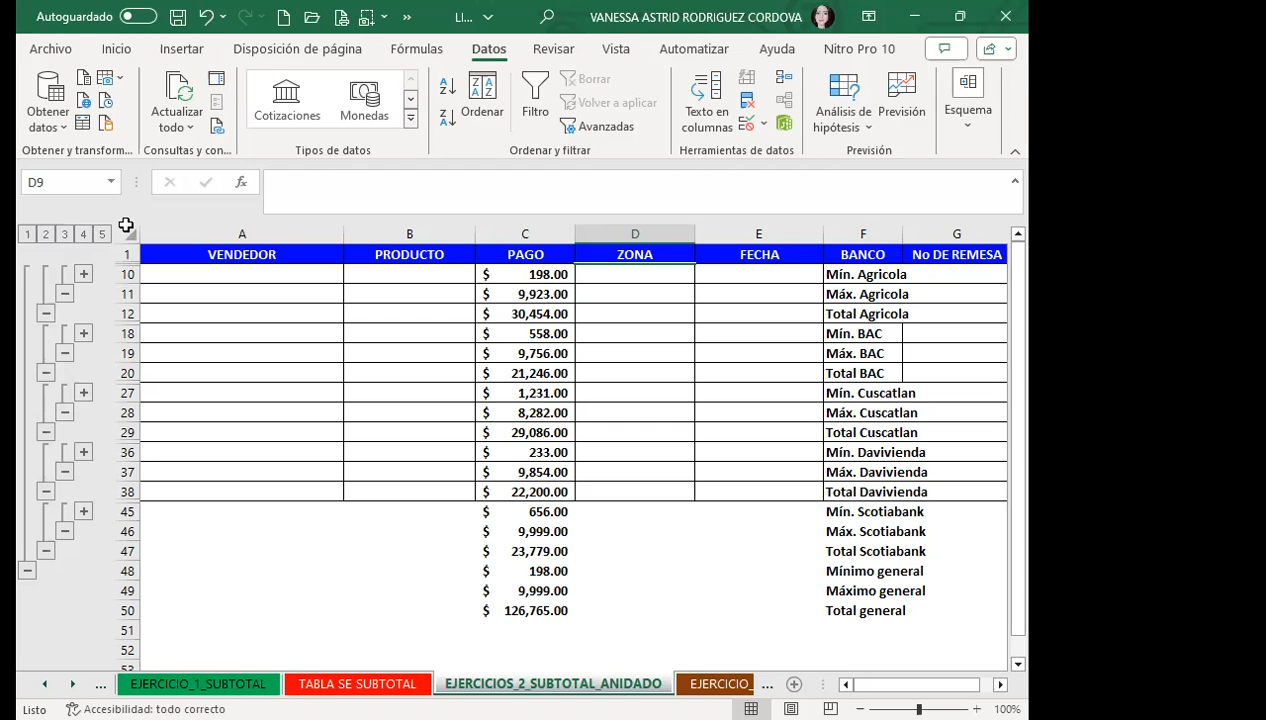 Autoguardado LI... VANESSA ASTRID RODRIGUEZ CORDOVA
Archivo Inicio Insertar Disposición de página Fórmulas Datos Revisar Vista Automatizar Ayuda Nitro Pro 10
Obtener datos
Actualizar todo
Cotizaciones Monedas
Ordenar
Filtro
Borrar
Volver a aplicar
Avanzadas
Texto en columnas
Análisis de hipótesis
Previsión
Esquema
Obtener y transform... Consultas y con... Tipos de datos Ordenar y filtrar Herramientas de datos Previsión
D9 fx
1 2 3 4 5 A B C D E F G
1 VENDEDOR PRODUCTO PAGO ZONA FECHA BANCO No DE REMESA
10 $ 198.00 Mín. Agricola
11 $ 9,923.00 Máx. Agricola
12 $ 30,454.00 Total Agricola
18 $ 558.00 Mín. BAC
19 $ 9,756.00 Máx. BAC
20 $ 21,246.00 Total BAC
27 $ 1,231.00 Mín. Cuscatlan
28 $ 8,282.00 Máx. Cuscatlan
29 $ 29,086.00 Total Cuscatlan
36 $ 233.00 Mín. Davivienda
37 $ 9,854.00 Máx. Davivienda
38 $ 22,200.00 Total Davivienda
45 $ 656.00 Mín. Scotiabank
46 $ 9,999.00 Máx. Scotiabank
47 $ 23,779.00 Total Scotiabank
48 $ 198.00 Mínimo general
49 $ 9,999.00 Máximo general
50 $ 126,765.00 Total general
51
52
53
... EJERCICIO_1_SUBTOTAL TABLA SE SUBTOTAL EJERCICIOS_2_SUBTOTAL_ANIDADO EJERCICIO_ ...
Listo Accesibilidad: todo correcto 100%